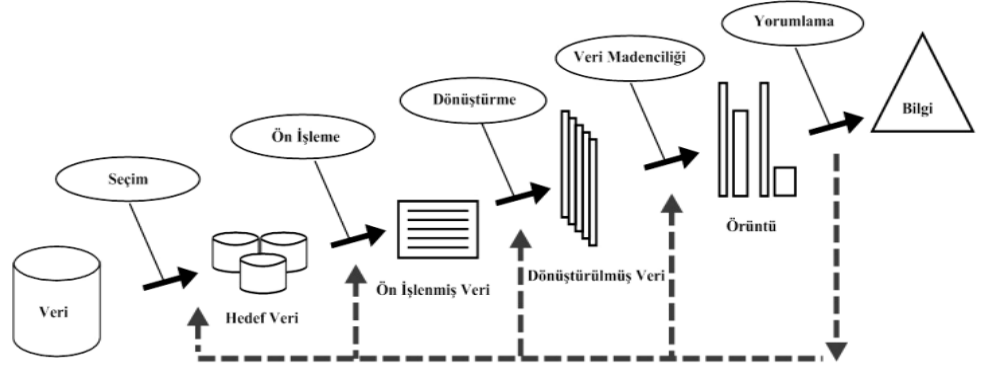 Yorumlama
Veri Madenciliği
Dönüştürme
Ön İşleme
Seçim
Bilgi
Örüntü
Dönüştürülmüş Veri
Ön İşlenmiş Veri
Hedef Veri
Veri